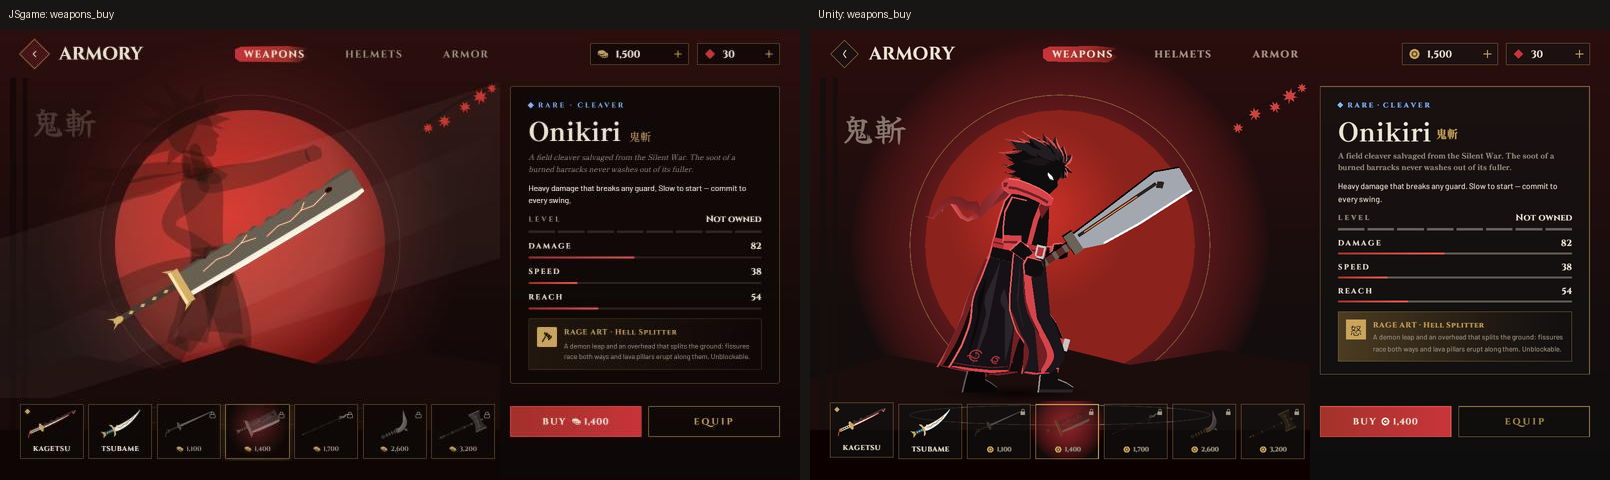 JSgame: weapons_buy
ARMORY
WEAPONS
HELMETS
ARMOR
1,500
30
鬼斬
RARE · CLEAVER
Onikiri 鬼斬
A field cleaver salvaged from the Silent War. The soot of a
burned barracks never washes out of its fuller.
Heavy damage that breaks any guard. Slow to start — commit to
every swing.
LEVEL NOT OWNED
DAMAGE 82
SPEED 38
REACH 54
RAGE ART · HELL SPLITTER
A demon leap and an overhead that splits the ground: fissures
race both ways and lava pillars erupt along them. Unblockable.
KAGETSU
TSUBAME
1,100
1,400
1,700
2,600
3,200
BUY 1,400
EQUIP
Unity: weapons_buy
ARMORY
WEAPONS
HELMETS
ARMOR
1,500
30
鬼斬
RARE · CLEAVER
Onikiri 鬼斬
A field cleaver salvaged from the Silent War. The soot of a
burned barracks never washes out of its fuller.
Heavy damage that breaks any guard. Slow to start — commit to
every swing.
LEVEL NOT OWNED
DAMAGE 82
SPEED 38
REACH 54
RAGE ART · HELL SPLITTER
A demon leap and an overhead that splits the ground: fissures
race both ways and lava pillars erupt along them. Unblockable.
KAGETSU
TSUBAME
1,100
1,400
1,700
2,600
3,200
BUY 1,400
EQUIP